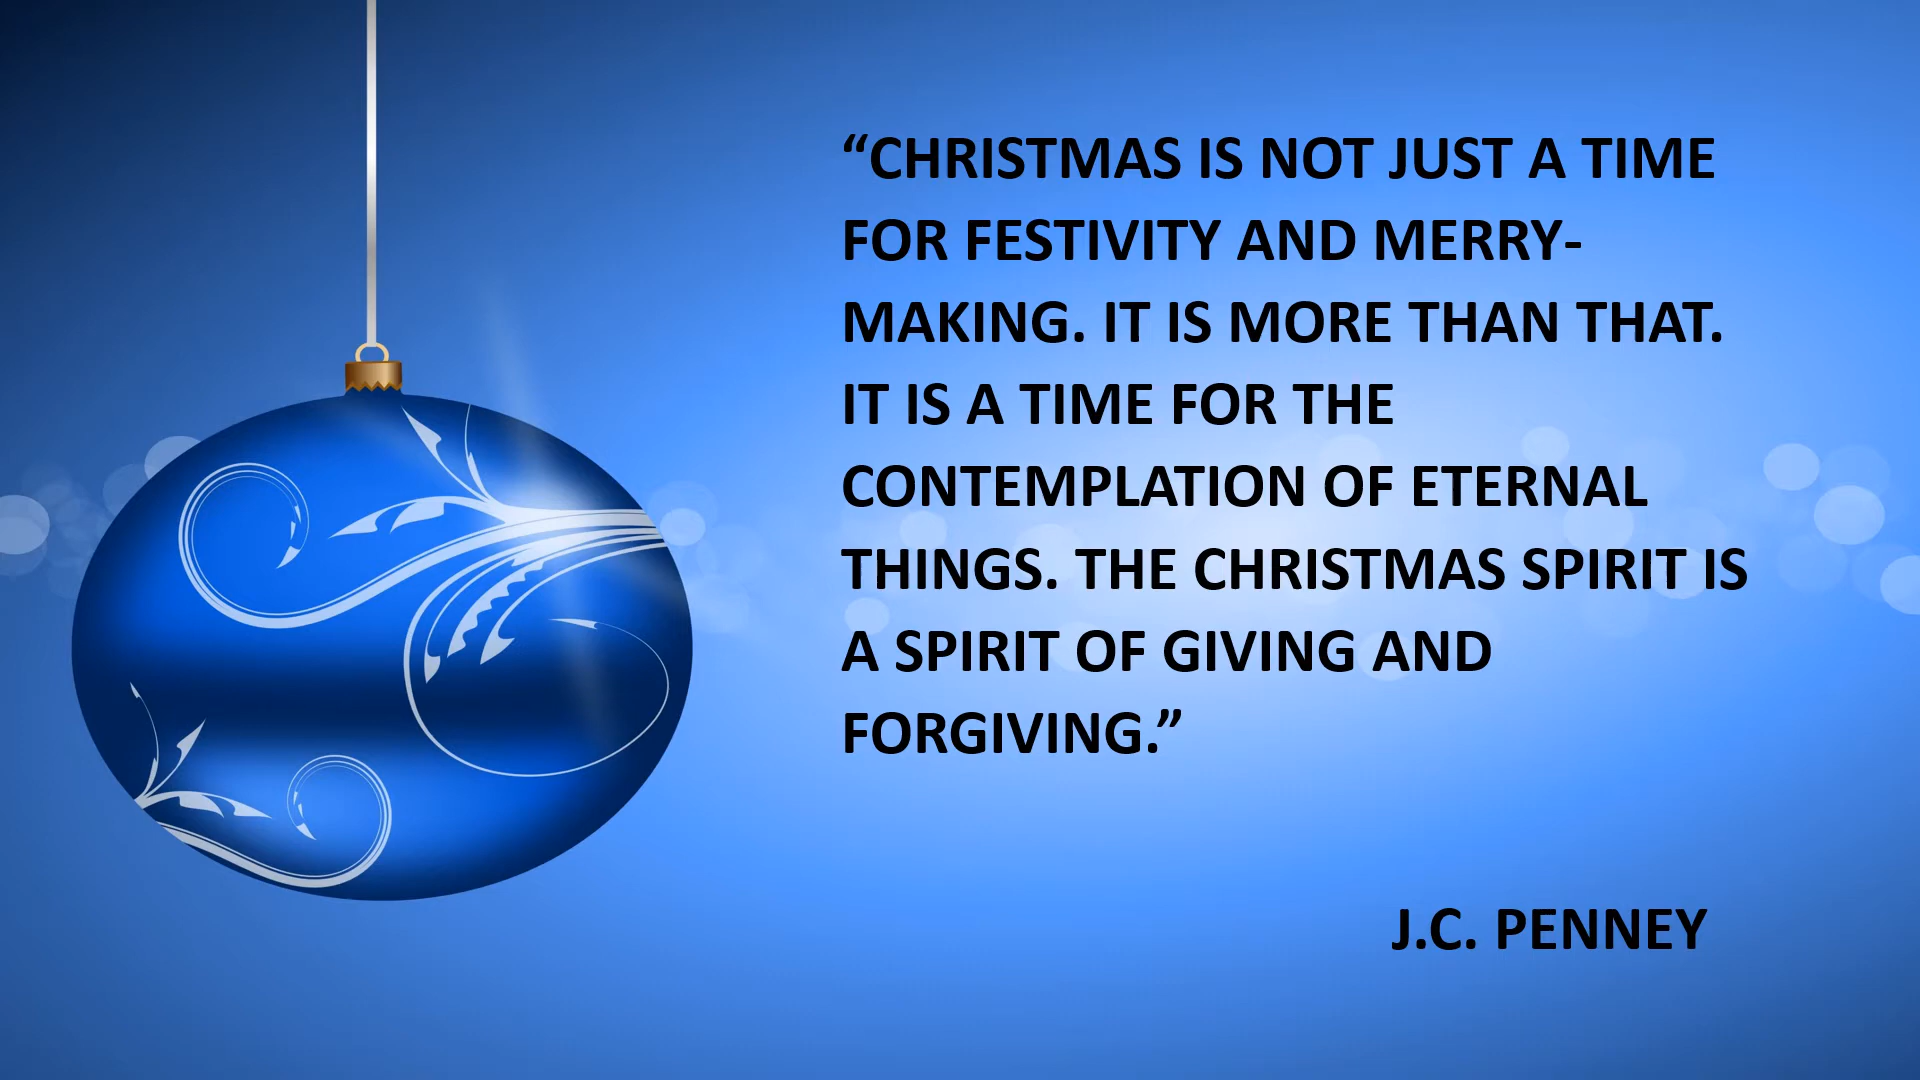 “CHRISTMAS IS NOT JUST A TIME
FOR FESTIVITY AND MERRY-
MAKING. IT IS MORE THAN THAT.
IT IS A TIME FOR THE
CONTEMPLATION OF ETERNAL
THINGS. THE CHRISTMAS SPIRIT IS
A SPIRIT OF GIVING AND
FORGIVING.”
J.C. PENNEY